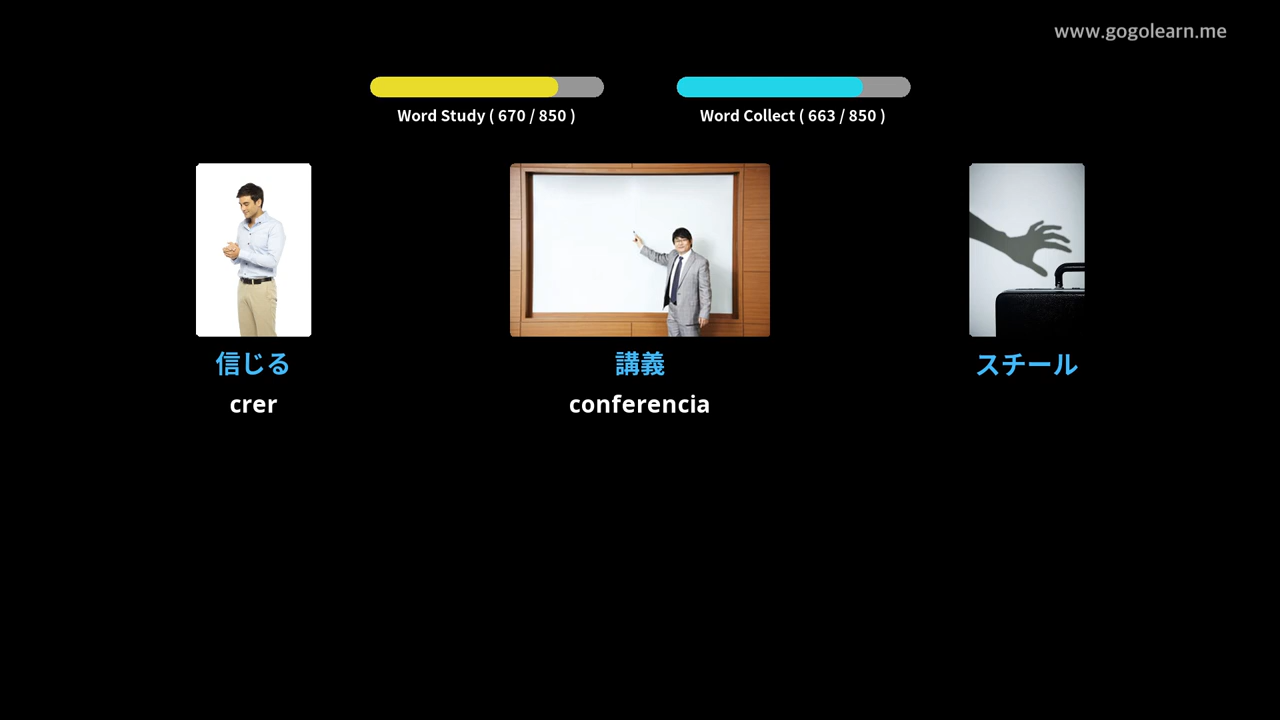 www.gogolearn.me
Word Study ( 670 / 850 )
Word Collect ( 663 / 850 )
信じる
講義
スチール
crer
conferencia